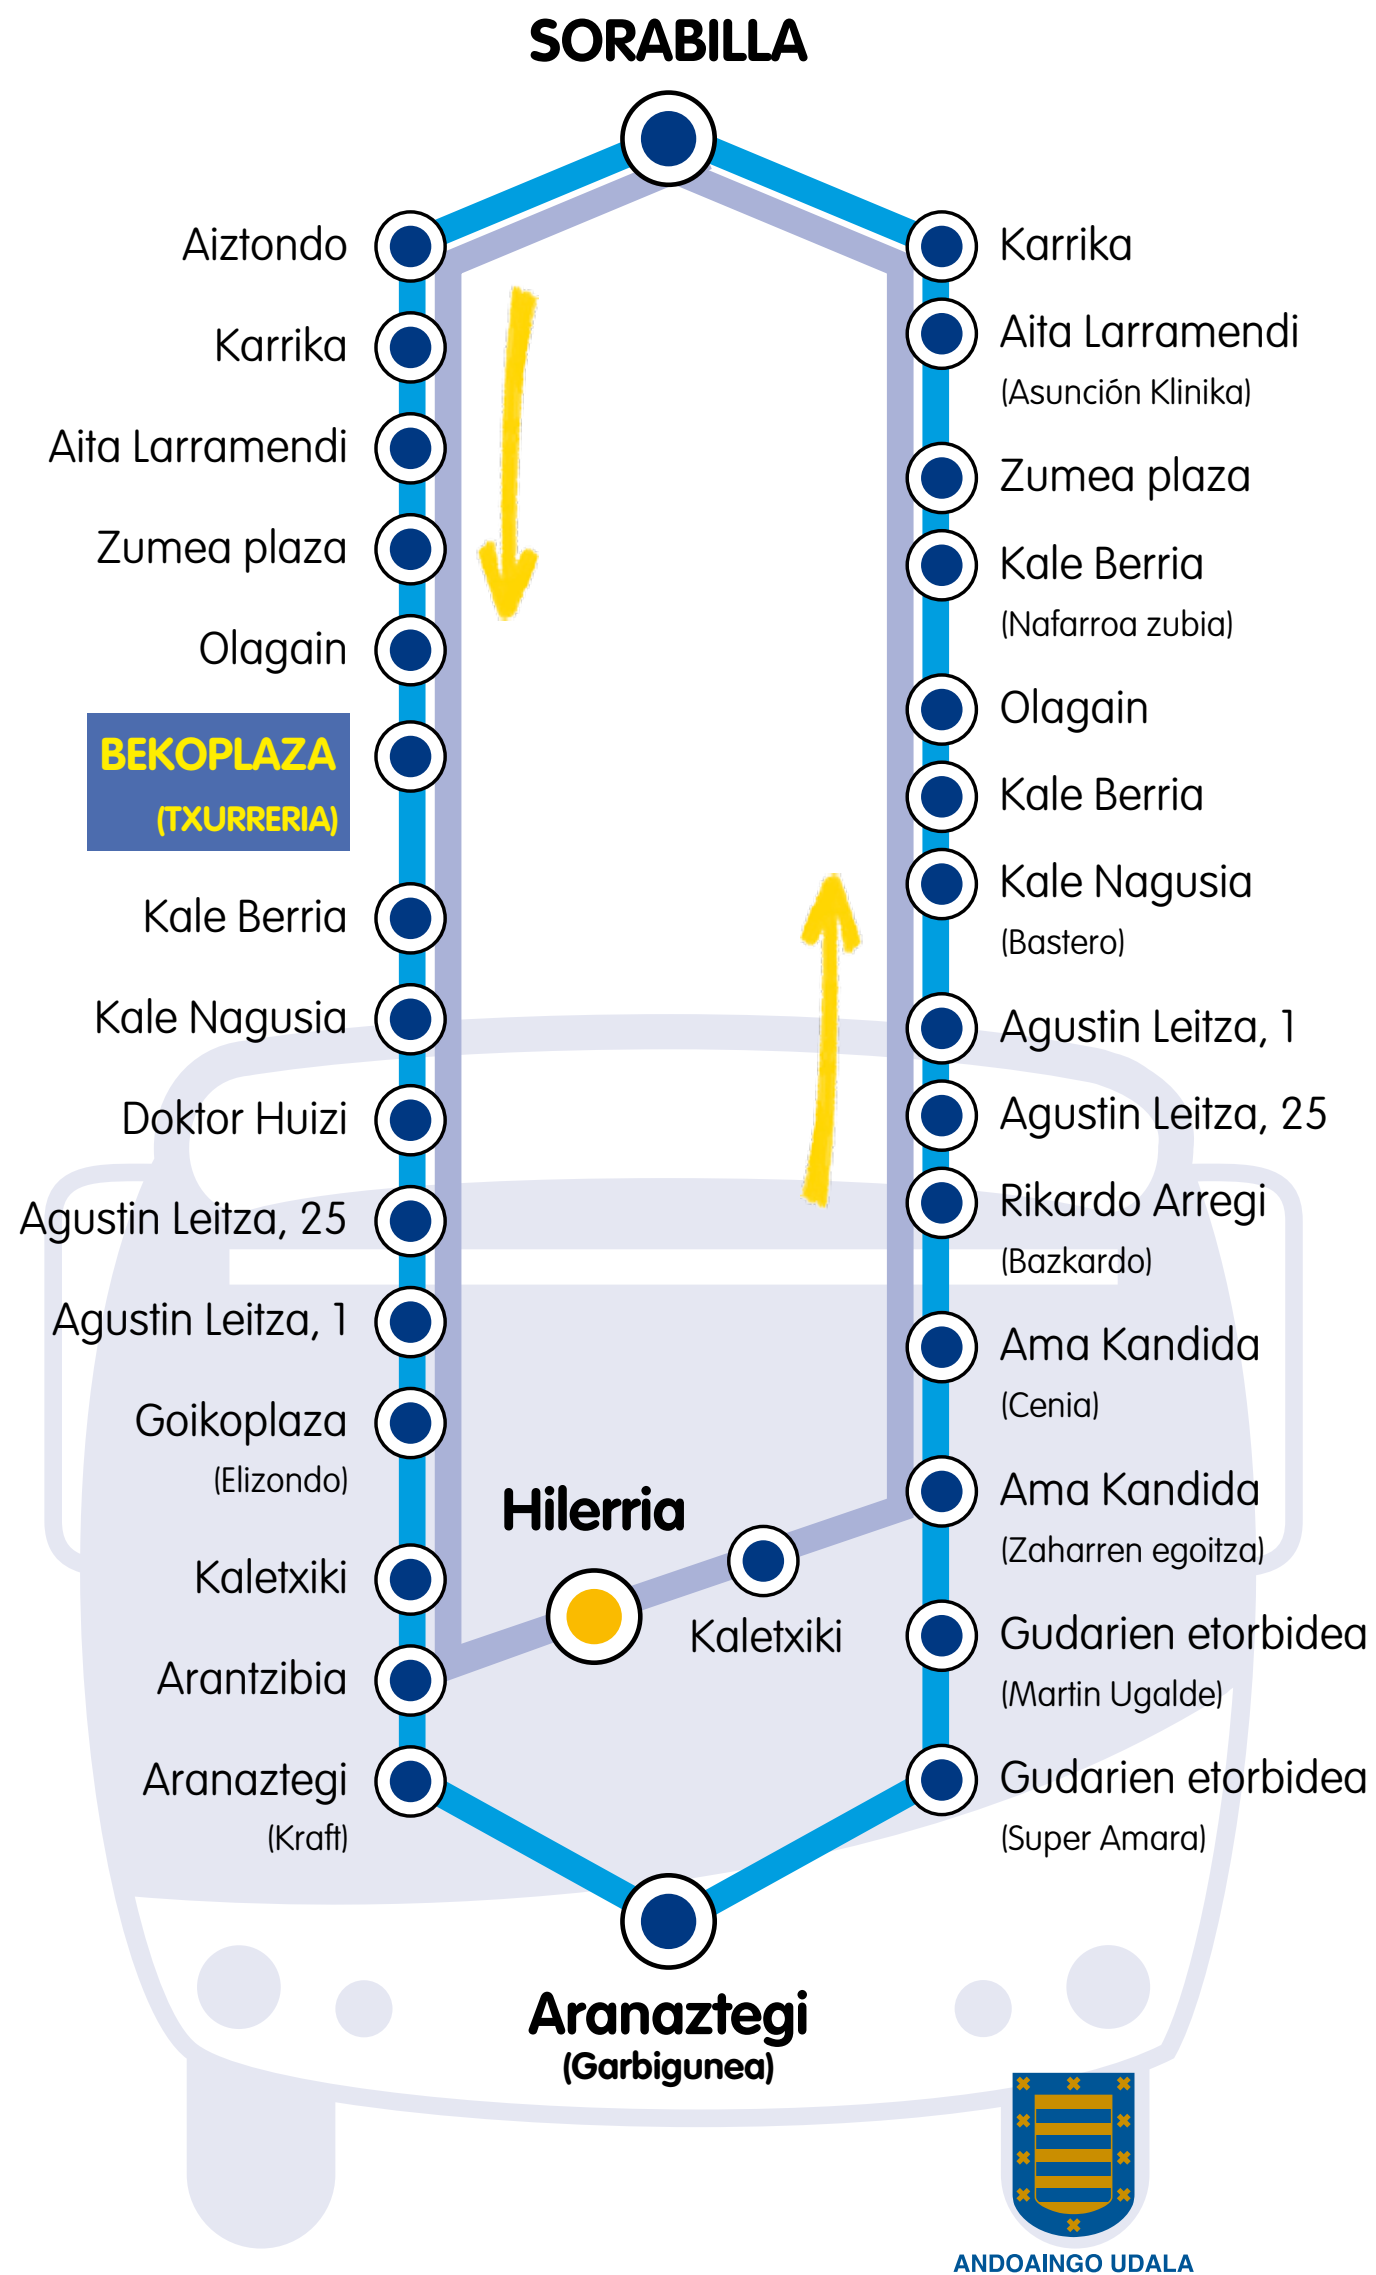 SORABILLA
Aiztondo
Karrika
Aita Larramendi
Zumea plaza
Olagain
BEKOPLAZA
(TXURRERIA)
Kale Berria
Kale Nagusia
Doktor Huizi
Agustin Leitza, 25
Agustin Leitza, 1
Goikoplaza
(Elizondo)
Kaletxiki
Arantzibia
Aranaztegi
(Kraft)
Hilerria
Kaletxiki
Karrika
Aita Larramendi
(Asunción Klinika)
Zumea plaza
Kale Berria
(Nafarroa zubia)
Olagain
Kale Berria
Kale Nagusia
(Bastero)
Agustin Leitza, 1
Agustin Leitza, 25
Rikardo Arregi
(Bazkardo)
Ama Kandida
(Cenia)
Ama Kandida
(Zaharren egoitza)
Gudarien etorbidea
(Martin Ugalde)
Gudarien etorbidea
(Super Amara)
Aranaztegi
(Garbigunea)
ANDOAINGO UDALA